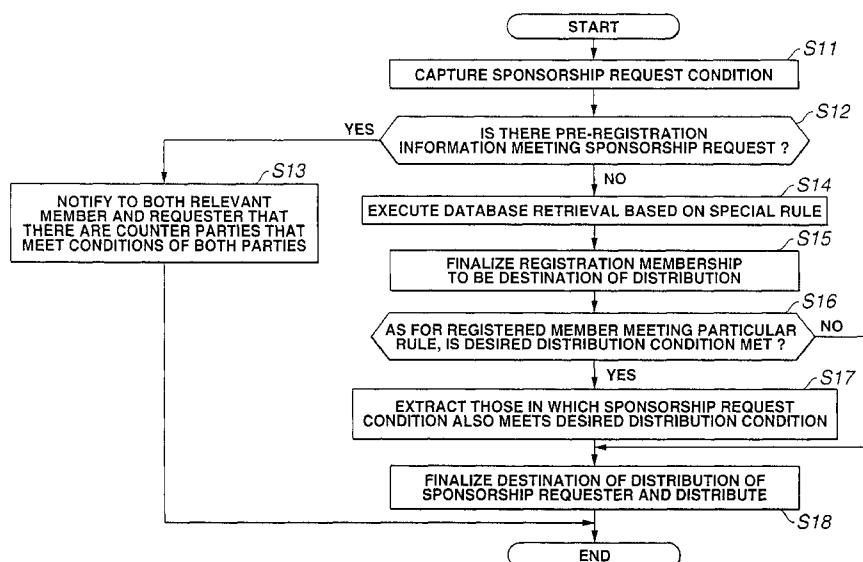 START
S11
CAPTURE SPONSORSHIP REQUEST CONDITION
S12
YES
IS THERE PRE-REGISTRATION
INFORMATION MEETING SPONSORSHIP REQUEST ?
S13
NO
NOTIFY TO BOTH RELEVANT
MEMBER AND REQUESTER THAT
THERE ARE COUNTER PARTIES THAT
MEET CONDITIONS OF BOTH PARTIES
S14
EXECUTE DATABASE RETRIEVAL BASED ON SPECIAL RULE
S15
FINALIZE REGISTRATION MEMBERSHIP
TO BE DESTINATION OF DISTRIBUTION
S16
AS FOR REGISTERED MEMBER MEETING PARTICULAR
RULE, IS DESIRED DISTRIBUTION CONDITION MET ?
NO
YES
S17
EXTRACT THOSE IN WHICH SPONSORSHIP REQUEST
CONDITION ALSO MEETS DESIRED DISTRIBUTION CONDITION
FINALIZE DESTINATION OF DISTRIBUTION OF
SPONSORSHIP REQUESTER AND DISTRIBUTE
S18
END